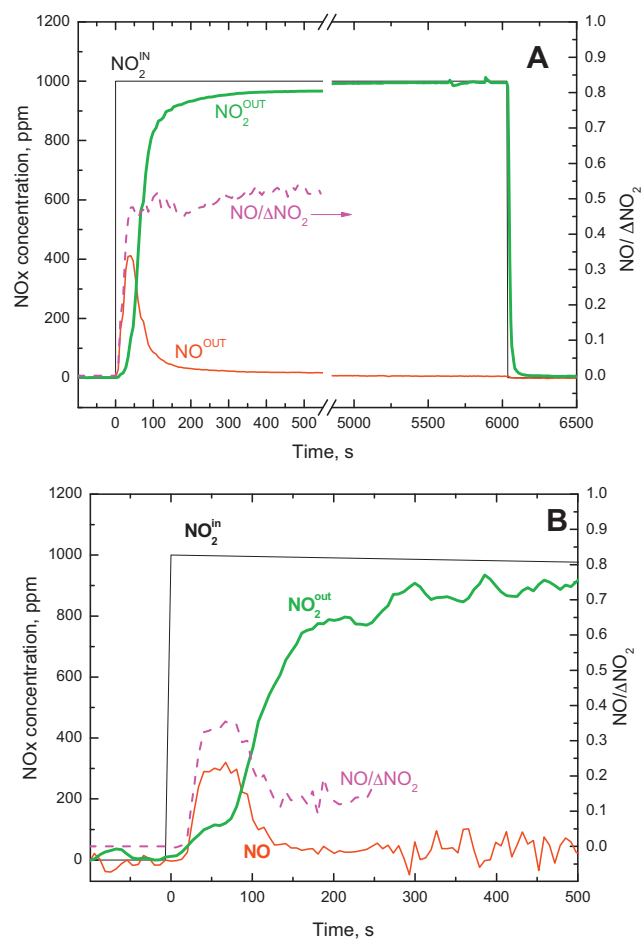 A
NO₂ᴵᴺ
NO₂ᴼᵁᵀ
NO/ΔNO₂
NOᴼᵁᵀ
NOx concentration, ppm
1200
1000
800
600
400
200
0
NO/ ΔNO₂
1.0
0.9
0.8
0.7
0.6
0.5
0.4
0.3
0.2
0.1
0.0
0 100 200 300 400 500 5000 5500 6000 6500
Time, s
B
NO₂ⁱⁿ
NO₂ᵒᵘᵗ
NO/ΔNO₂
NO
NOx concentration, ppm
1200
1000
800
600
400
200
0
NO/ΔNO₂
1.0
0.9
0.8
0.7
0.6
0.5
0.4
0.3
0.2
0.1
0.0
0 100 200 300 400 500
Time, s